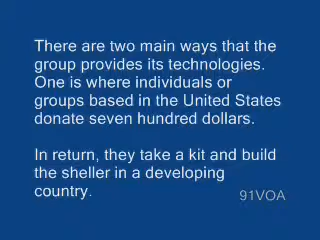 There are two main ways that the
group provides its technologies.
One is where individuals or
groups based in the United States
donate seven hundred dollars.
In return, they take a kit and build
the sheller in a developing
country.
91VOA